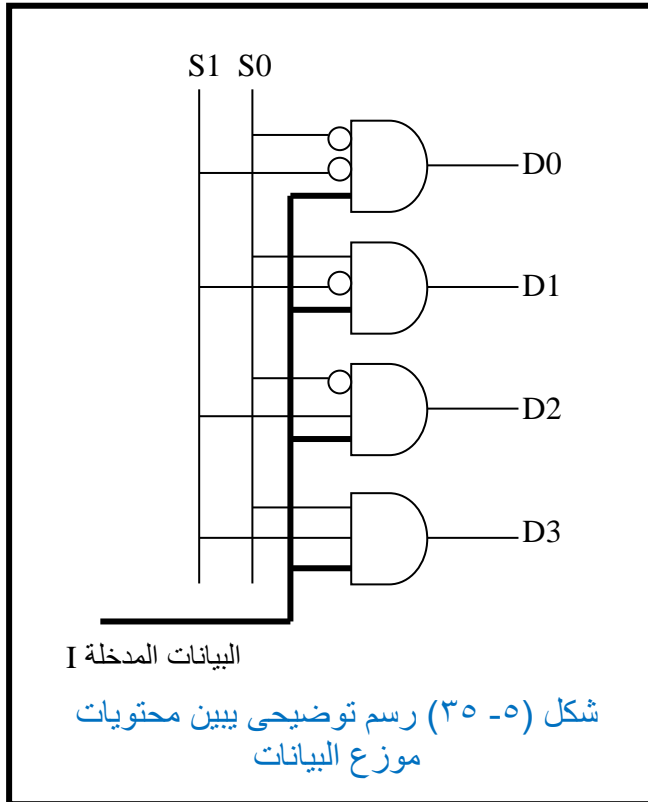 S1 S0
D0
D1
D2
D3
البيانات المدخلة I
شكل (٥- ٣٥) رسم توضيحى يبين محتويات
موزع البيانات